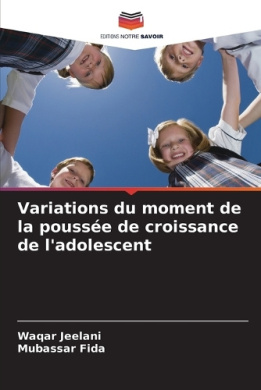 EDITIONS NOTRE SAVOIR
Variations du moment de
la poussée de croissance
de l'adolescent
Waqar Jeelani
Mubassar Fida